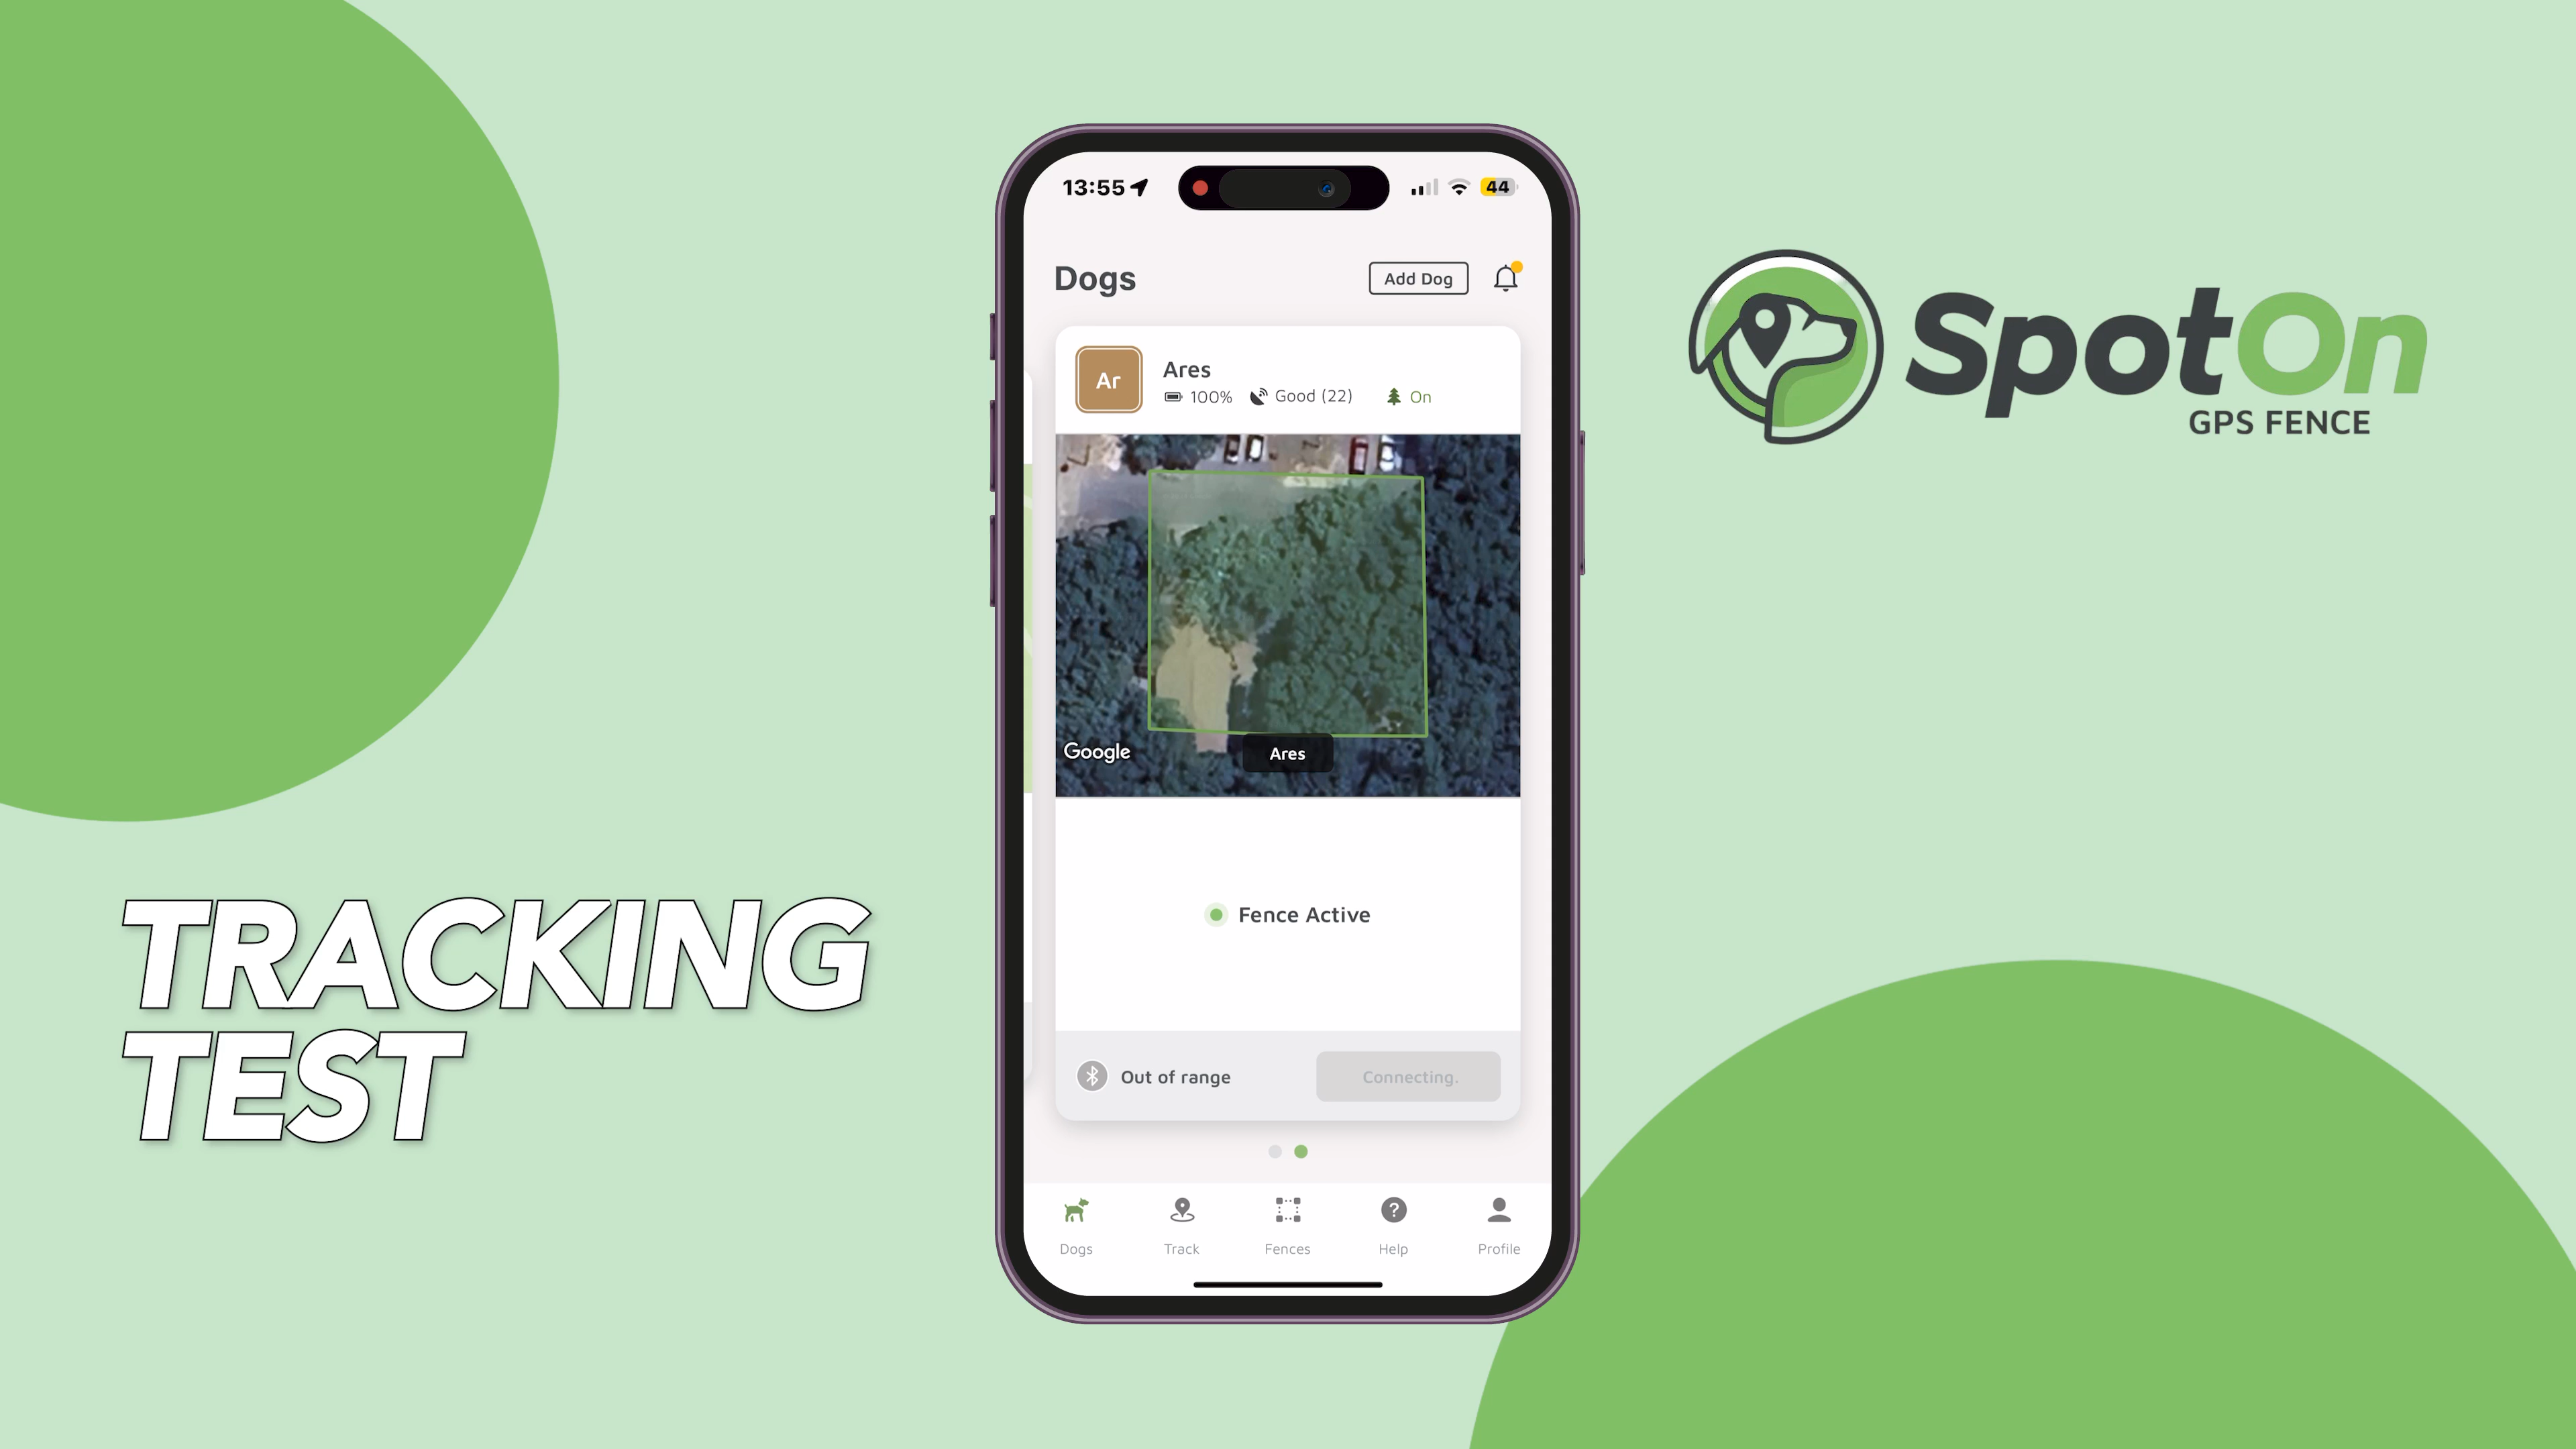 13:55
44
Dogs
Add Dog
Ar
Ares
100%
Good (22)
On
Google
Ares
Fence Active
Out of range
Connecting.
Dogs
Track
Fences
Help
Profile
SpotOn
GPS FENCE
TRACKING
TEST